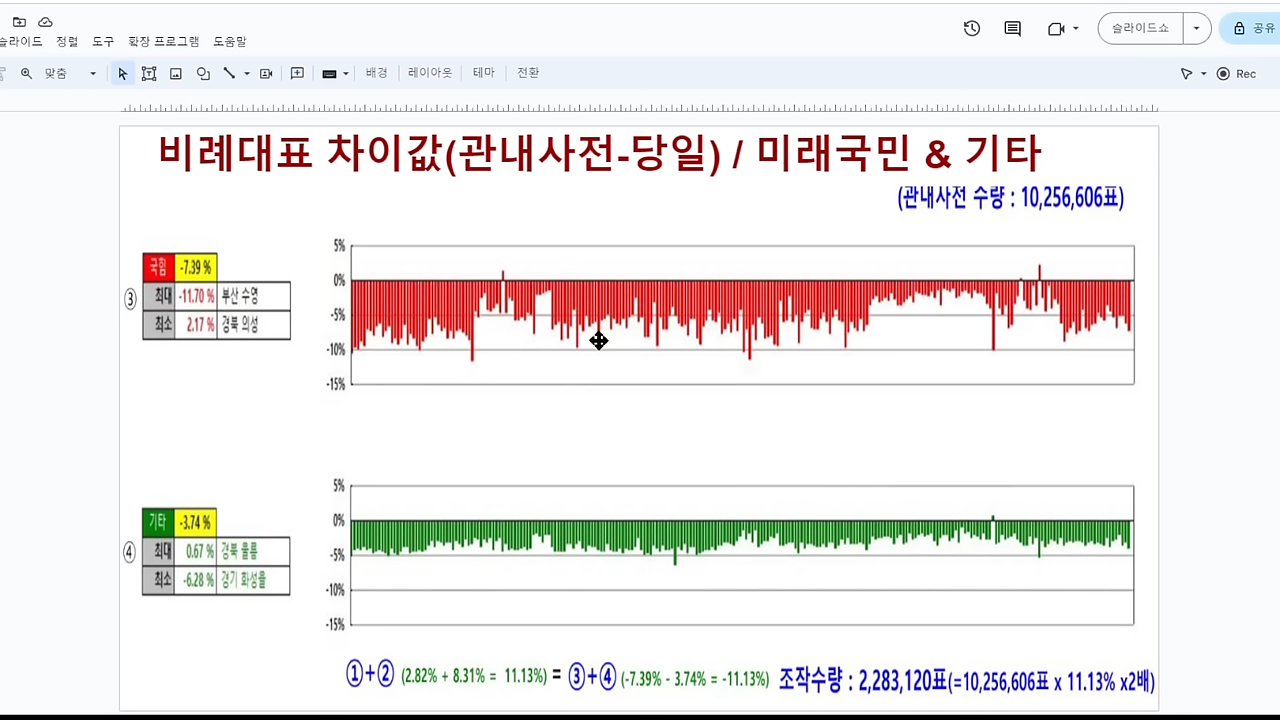 슬라이드 정렬 도구 확장 프로그램 도움말
슬라이드쇼
공유
맞춤
배경 레이아웃 테마 전환
Rec
비례대표 차이값(관내사전-당일) / 미래국민 & 기타
(관내사전 수량 : 10,256,606표)
③
국힘 -7.39 %
최대 -11.70 % 부산 수영
최소 2.17 % 경북 의성
5%
0%
-5%
-10%
-15%
④
기타 -3.74 %
최대 0.67 % 경북 울릉
최소 -6.28 % 경기 화성을
5%
0%
-5%
-10%
-15%
①+② (2.82% + 8.31% = 11.13%) = ③+④ (-7.39% - 3.74% = -11.13%) 조작수량 : 2,283,120표(=10,256,606표 x 11.13% x2배)